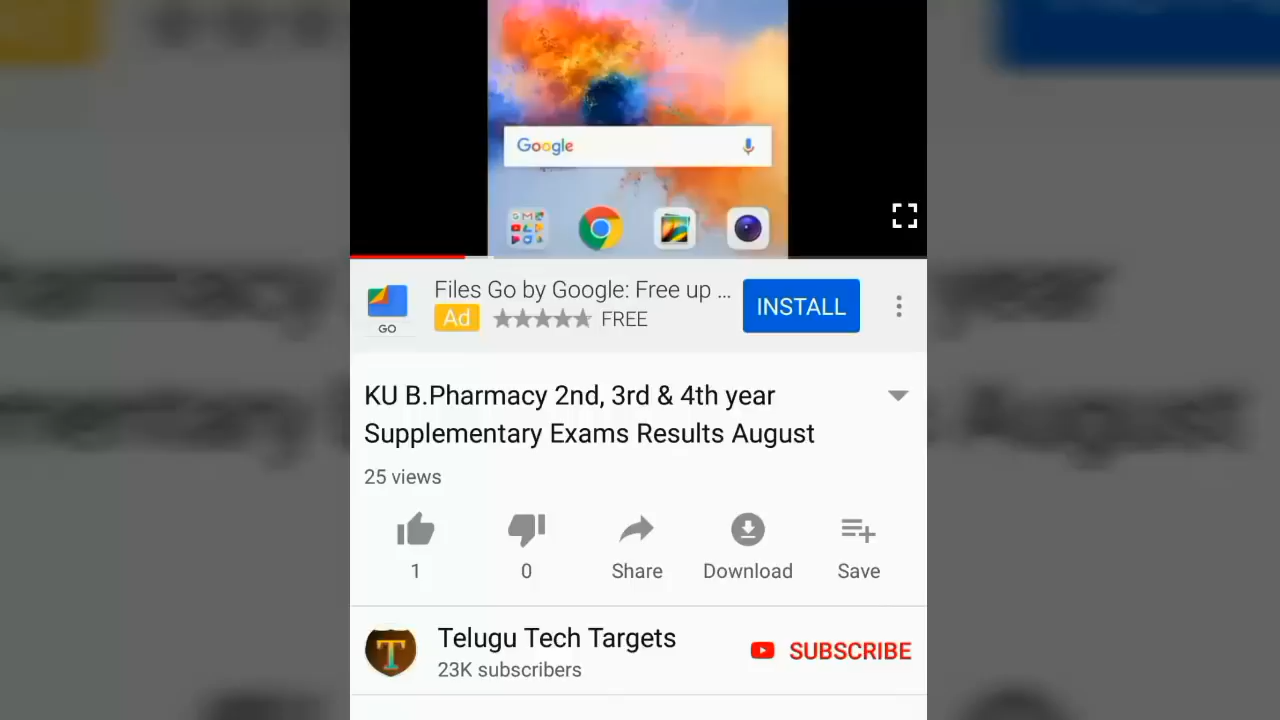 Google
Files Go by Google: Free up ...
INSTALL
GO
Ad
FREE
KU B.Pharmacy 2nd, 3rd & 4th year
Supplementary Exams Results August
25 views
1
0
Share
Download
Save
T
Telugu Tech Targets
23K subscribers
SUBSCRIBE